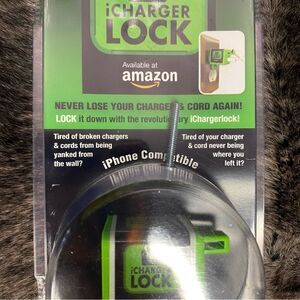 iCHARGER
LOCK
Available at
amazon
NEVER LOSE YOUR CHARGER & CORD AGAIN!
LOCK it down with the revolutionary iChargerlock!
Tired of broken chargers
& cords from being
yanked from
the wall?
Tired of your charger
& cord never being
where you
left it?
iPhone Compatible
iCHARGER
LOCK